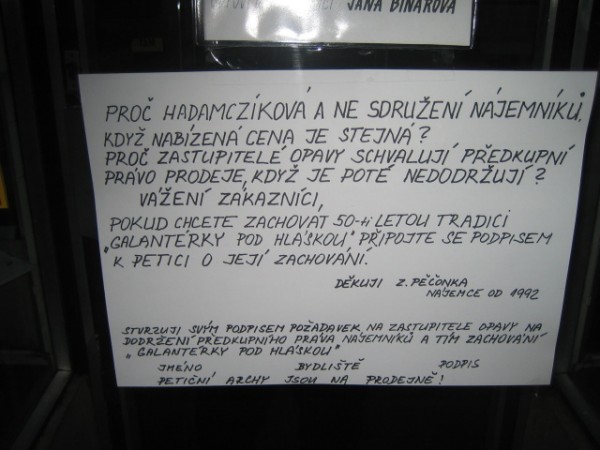 JANA BINAROVÁ
PROČ HADAMCZÍKOVÁ A NE SDRUŽENÍ NÁJEMNÍKŮ,
KDYŽ NABÍZENÁ CENA JE STEJNÁ?
PROČ ZASTUPITELÉ OPAVY SCHVALUJÍ PŘEDKUPNÍ
PRÁVO PRODEJE, KDYŽ JE POTÉ NEDODRŽUJÍ?
VÁŽENÍ ZÁKAZNÍCI,
POKUD CHCETE ZACHOVAT 50-ti LETOU TRADICI
"GALANTÉRKY POD HLÁSKOU", PŘIPOJTE SE PODPISEM
K PETICI O JEJÍ ZACHOVÁNÍ.
DĚKUJI Z. PĚČONKA
NÁJEMCE OD 1992
STVRZUJI SVÝM PODPISEM POŽADAVEK NA ZASTUPITELE OPAVY NA
DODRŽENÍ PŘEDKUPNÍHO PRÁVA NÁJEMNÍKŮ A TÍM ZACHOVÁNÍ
"GALANTÉRKY POD HLÁSKOU"
JMÉNO BYDLIŠTĚ PODPIS
PETIČNÍ ARCHY JSOU NA PRODEJNĚ!